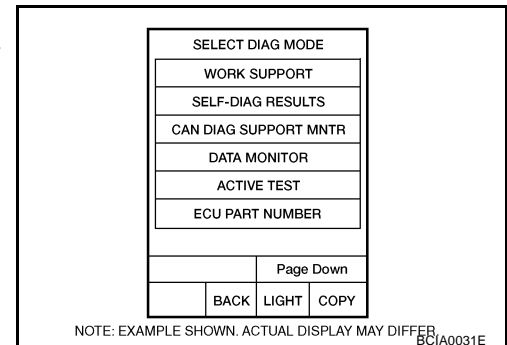 SELECT DIAG MODE
WORK SUPPORT
SELF-DIAG RESULTS
CAN DIAG SUPPORT MNTR
DATA MONITOR
ACTIVE TEST
ECU PART NUMBER
Page Down
BACK LIGHT COPY
NOTE: EXAMPLE SHOWN. ACTUAL DISPLAY MAY DIFFER.
BCIA0031E